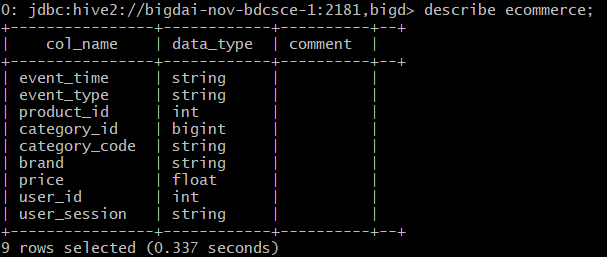 0: jdbc:hive2://bigdai-nov-bdcsce-1:2181,bigd> describe ecommerce;
+----------------+------------+----------+--+
|    col_name    | data_type  | comment  |
+----------------+------------+----------+--+
| event_time     | string     |          |
| event_type     | string     |          |
| product_id     | int        |          |
| category_id    | bigint     |          |
| category_code  | string     |          |
| brand          | string     |          |
| price          | float      |          |
| user_id        | int        |          |
| user_session   | string     |          |
+----------------+------------+----------+--+
9 rows selected (0.337 seconds)